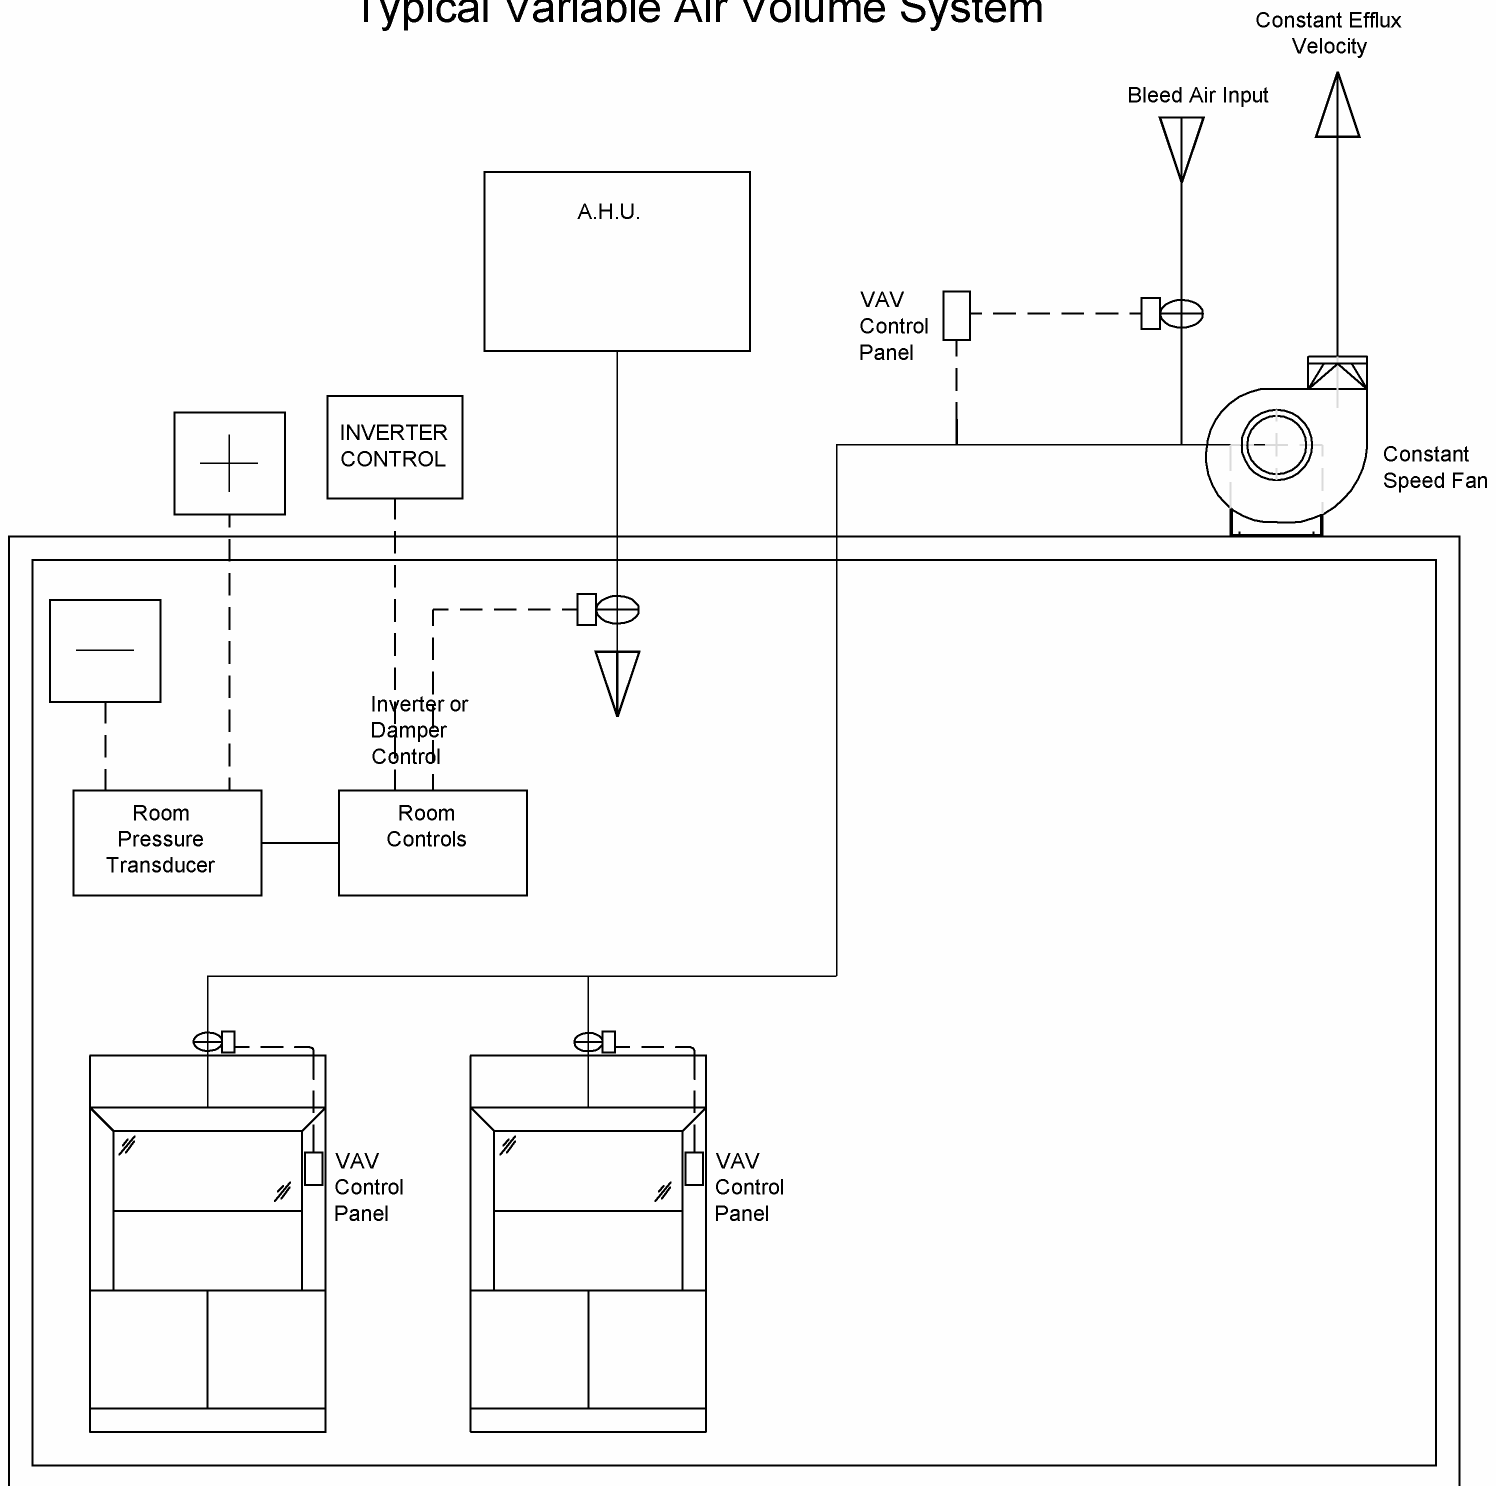 Typical Variable Air Volume System
Constant Efflux
Velocity
Bleed Air Input
A.H.U.
VAV
Control
Panel
INVERTER
CONTROL
Constant
Speed Fan
Inverter or
Damper
Control
Room
Pressure
Transducer
Room
Controls
VAV
Control
Panel
VAV
Control
Panel